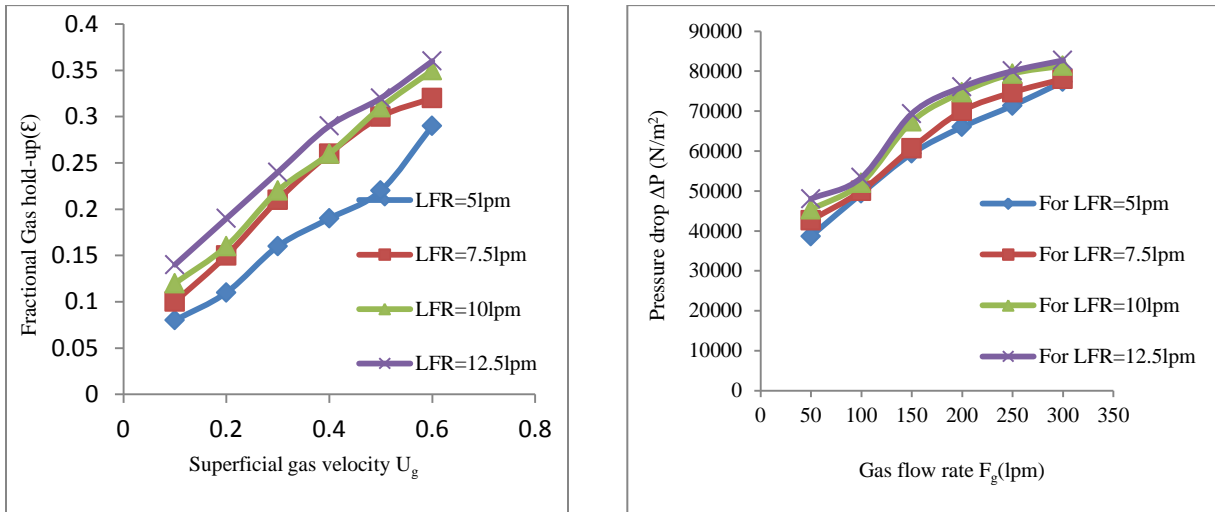 0.4
0.35
0.3
0.25
0.2
0.15
0.1
0.05
0
Fractional Gas hold-up(Ɛ)
0 0.2 0.4 0.6 0.8
Superficial gas velocity Ug
LFR=5lpm
LFR=7.5lpm
LFR=10lpm
LFR=12.5lpm
90000
80000
70000
60000
50000
40000
30000
20000
10000
0
Pressure drop ΔP (N/m²)
0 50 100 150 200 250 300 350
Gas flow rate Fg(lpm)
For LFR=5lpm
For LFR=7.5lpm
For LFR=10lpm
For LFR=12.5lpm